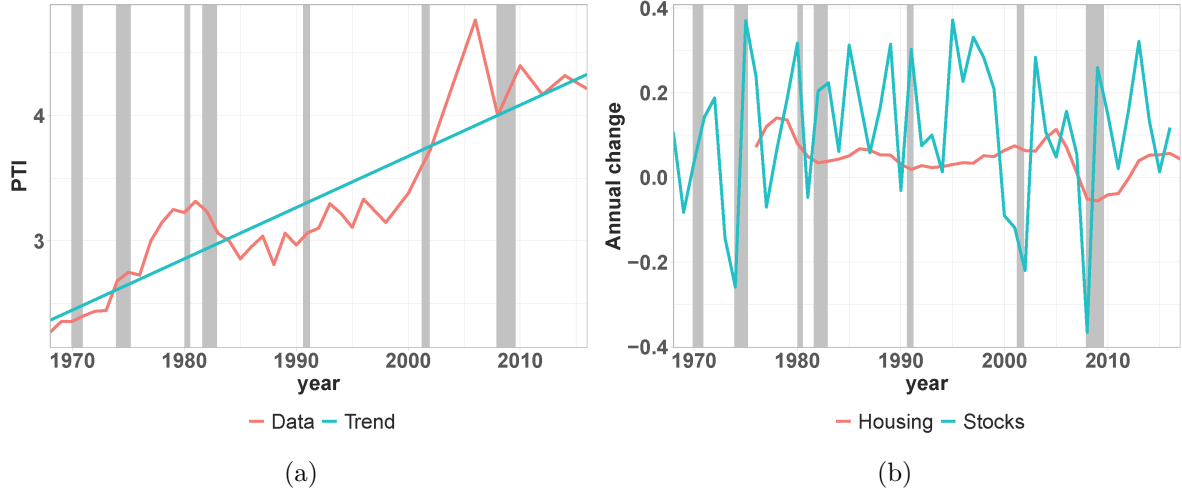 PTI
4
3
1970 1980 1990 2000 2010
year
Data Trend
(a)
Annual change
0.4
0.2
0.0
−0.2
−0.4
1970 1980 1990 2000 2010
year
Housing Stocks
(b)